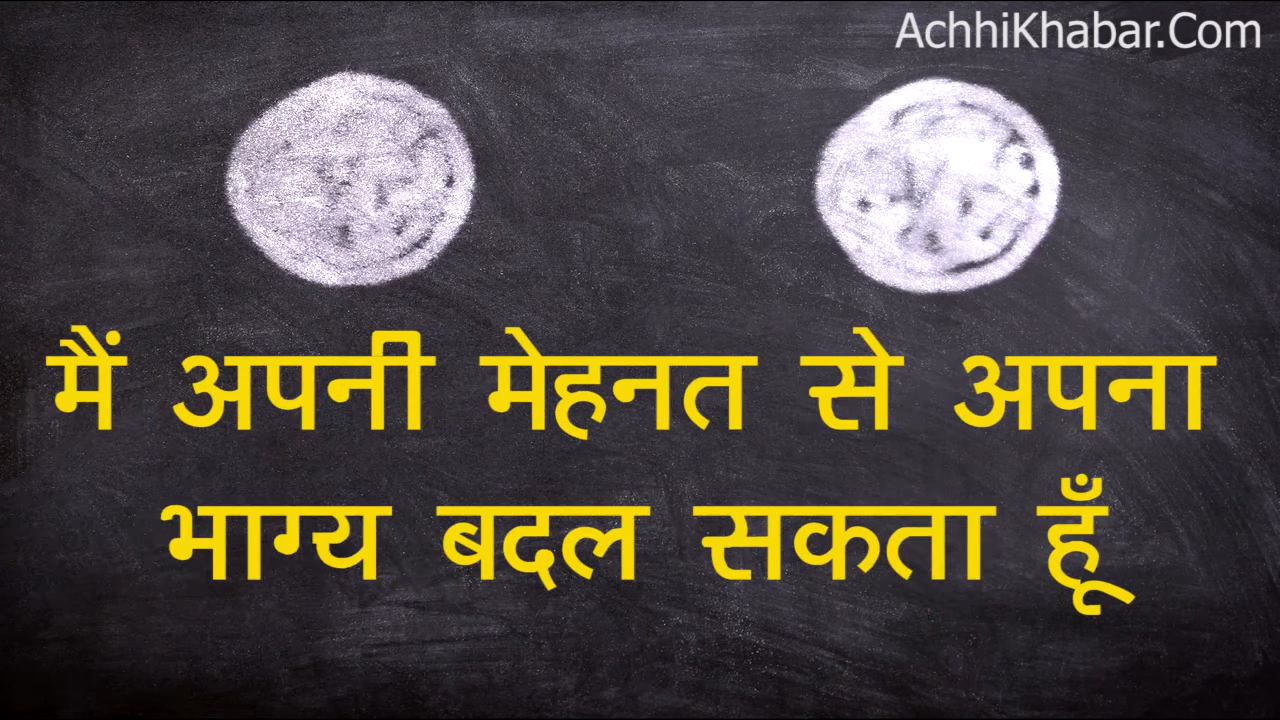 AchhiKhabar.Com
मैं अपनी मेहनत से अपना
भाग्य बदल सकता हूँ